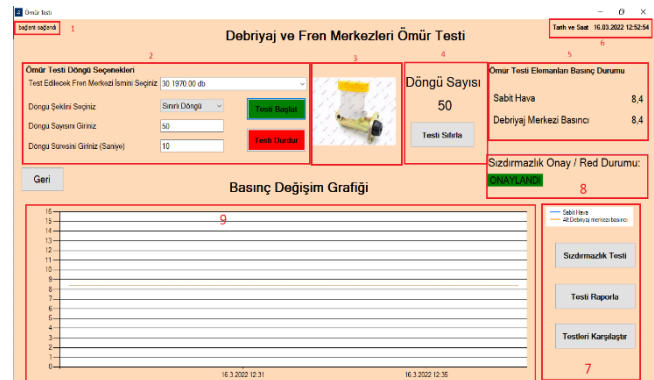 Ömür Testi
bağlantı sağlandı
1
Debriyaj ve Fren Merkezleri Ömür Testi
Tarih ve Saat 16.03.2022 12:52:54
6
2
3
4
5
Ömür Testi Döngü Seçenekleri
Test Edilecek Fren Merkezi İsmini Seçiniz 30 1970.00 db
Döngü Şeklini Seçiniz Sınırlı Döngü
Döngü Sayısını Giriniz 50
Döngü Süresini Giriniz (Saniye) 10
Testi Başlat
Testi Durdur
Döngü Sayısı
50
Testi Sıfırla
Ömür Testi Elemanları Basınç Durumu
Sabit Hava 8,4
Debriyaj Merkezi Basıncı 8,4
Sızdırmazlık Onay / Red Durumu:
ONAYLANDI
8
Geri
Basınç Değişim Grafiği
9
16
15
14
13
12
11
10
9
8
7
6
5
4
3
2
1
0
16.3.2022 12:31
16.3.2022 12:35
Sabit Hava
Alt Debriyaj merkezi basıncı
Sızdırmazlık Testi
Testi Raporla
Testleri Karşılaştır
7